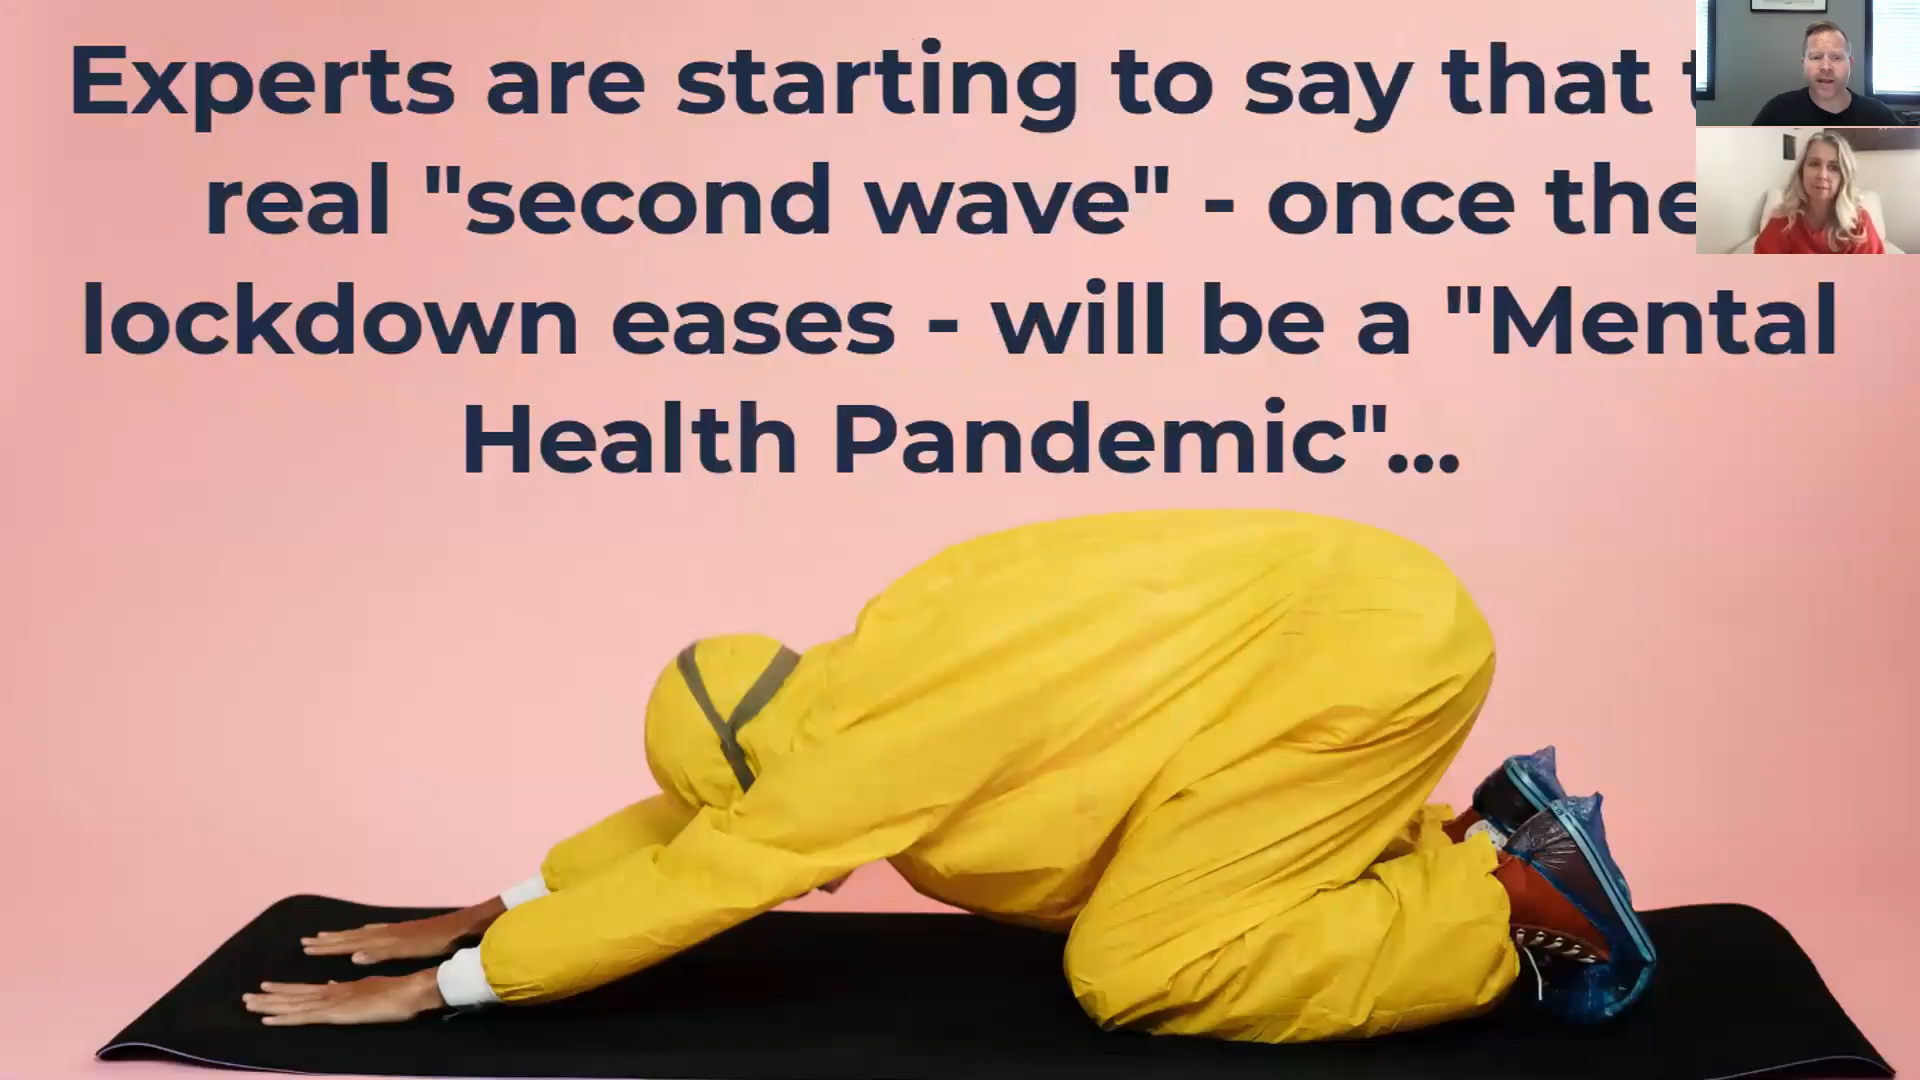 Experts are starting to say that
real "second wave" - once the
lockdown eases - will be a "Mental
Health Pandemic"...